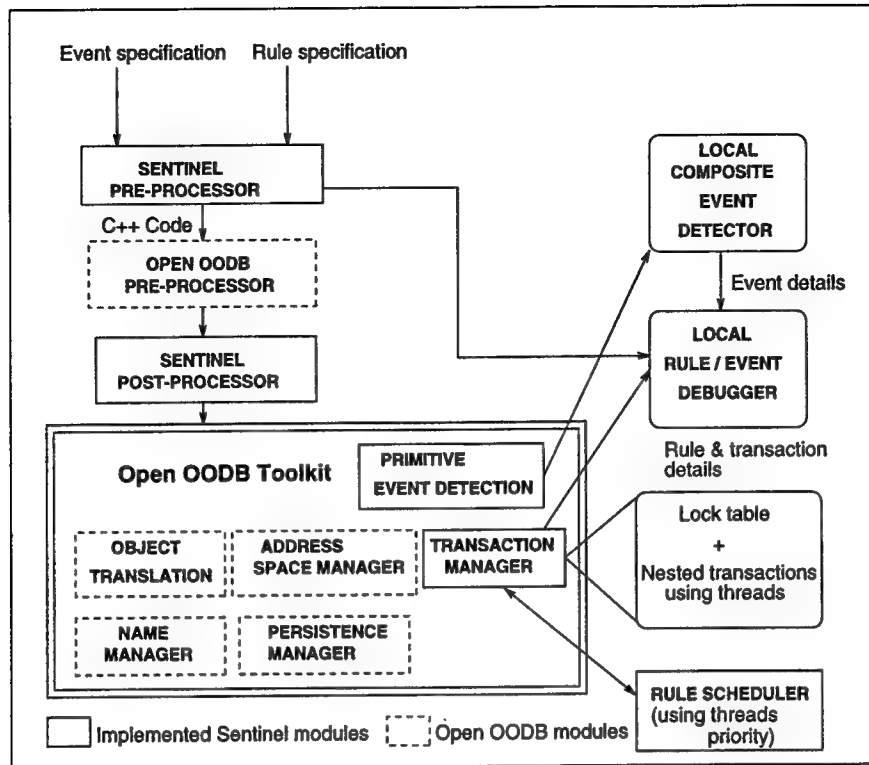 Event specification
Rule specification
SENTINEL
PRE-PROCESSOR
C++ Code
OPEN OODB
PRE-PROCESSOR
SENTINEL
POST-PROCESSOR
LOCAL
COMPOSITE
EVENT
DETECTOR
Event details
LOCAL
RULE / EVENT
DEBUGGER
Rule & transaction
details
Open OODB Toolkit
PRIMITIVE
EVENT DETECTION
OBJECT
TRANSLATION
ADDRESS
SPACE MANAGER
TRANSACTION
MANAGER
Lock table
+
Nested transactions
using threads
NAME
MANAGER
PERSISTENCE
MANAGER
RULE SCHEDULER
(using threads
priority)
Implemented Sentinel modules
Open OODB modules